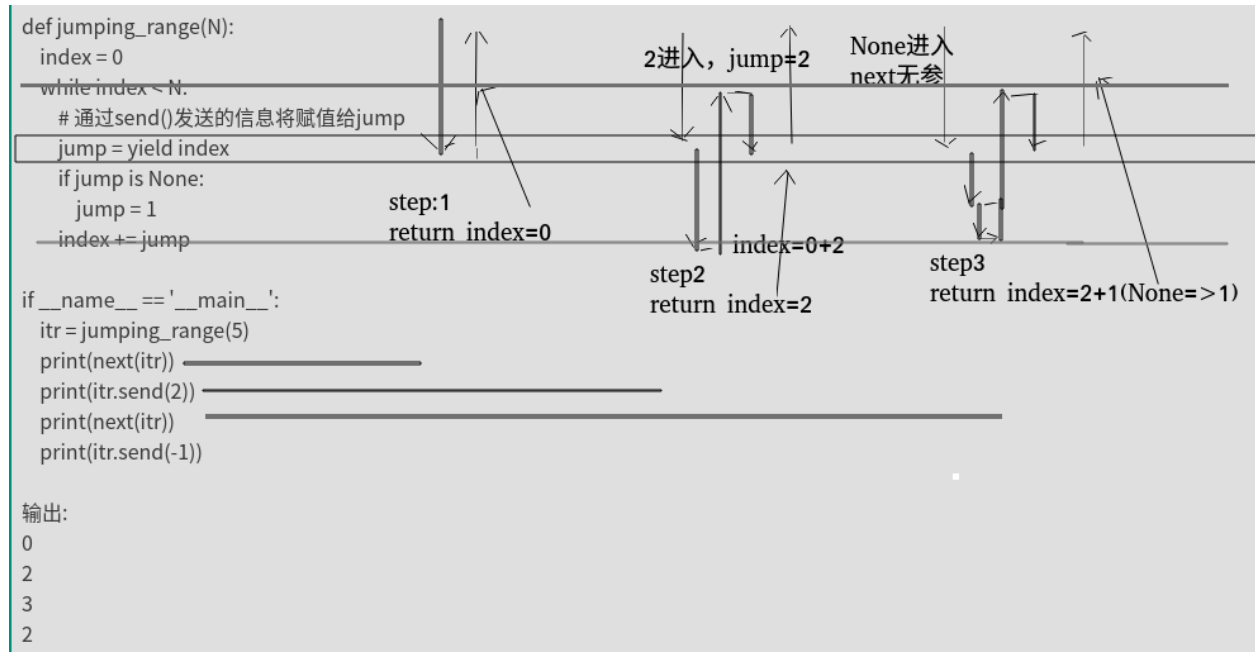 def jumping_range(N):
index = 0
while index < N:
# 通过send()发送的信息将赋值给jump
jump = yield index
if jump is None:
jump = 1
index += jump
if __name__ == '__main__':
itr = jumping_range(5)
print(next(itr))
print(itr.send(2))
print(next(itr))
print(itr.send(-1))
输出:
0
2
3
2
step:1
return index=0
2进入，jump=2
index=0+2
step2
return index=2
None进入
next无参
step3
return index=2+1(None=>1)